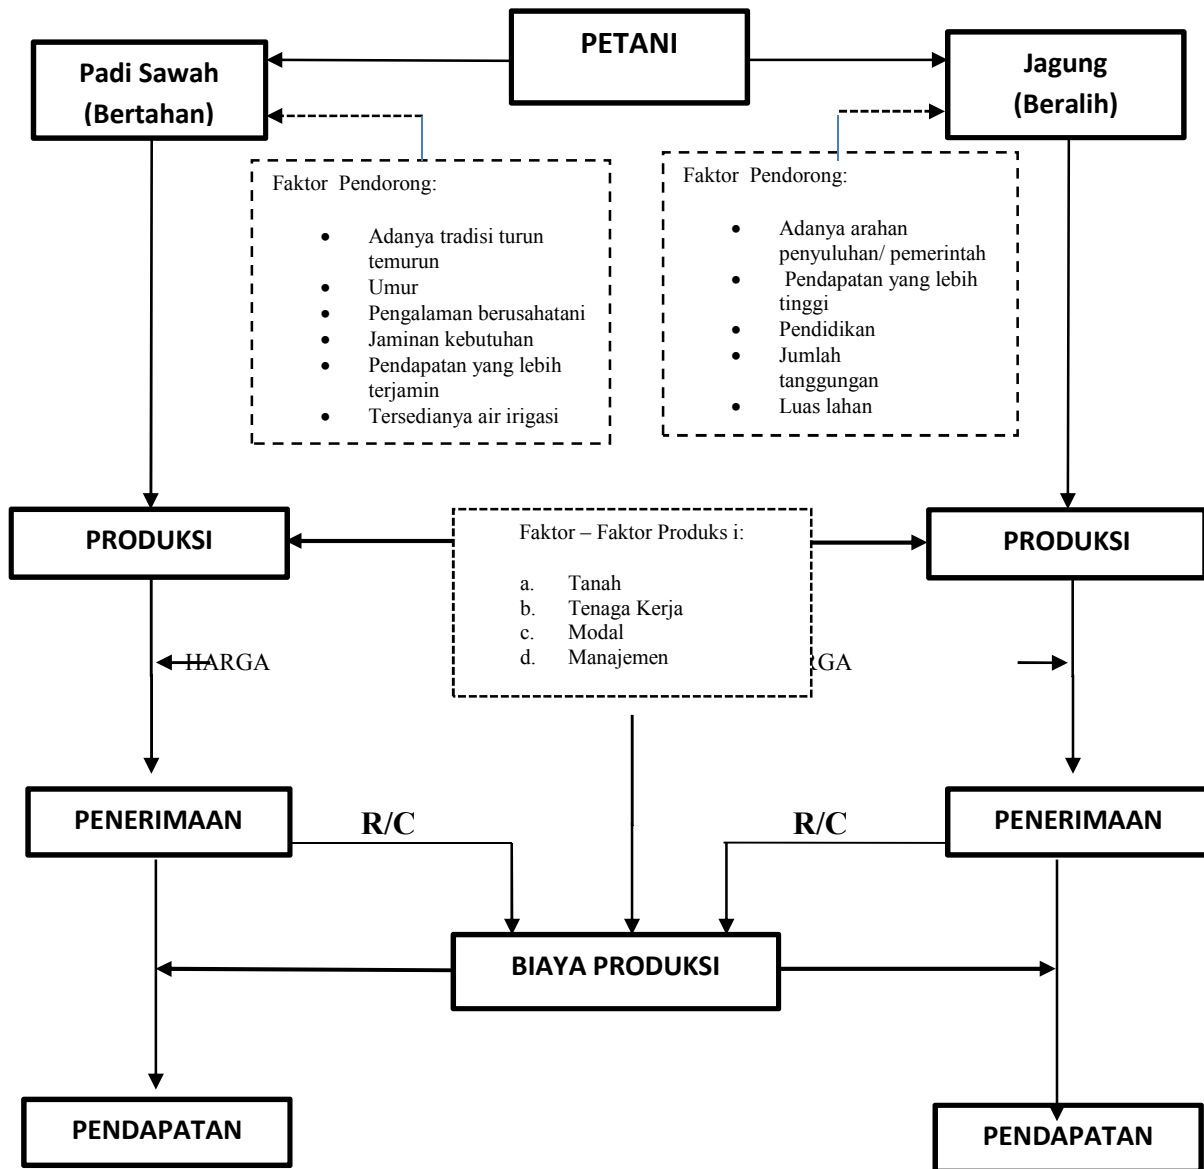 PETANI
Padi Sawah
(Bertahan)
Jagung
(Beralih)
Faktor Pendorong:
• Adanya tradisi turun
temurun
• Umur
• Pengalaman berusahatani
• Jaminan kebutuhan
• Pendapatan yang lebih
terjamin
• Tersedianya air irigasi
Faktor Pendorong:
• Adanya arahan
penyuluhan/ pemerintah
• Pendapatan yang lebih
tinggi
• Pendidikan
• Jumlah
tanggungan
• Luas lahan
PRODUKSI
Faktor – Faktor Produks i:
a. Tanah
b. Tenaga Kerja
c. Modal
d. Manajemen
PRODUKSI
HARGA
RGA
PENERIMAAN
R/C
R/C
PENERIMAAN
BIAYA PRODUKSI
PENDAPATAN
PENDAPATAN